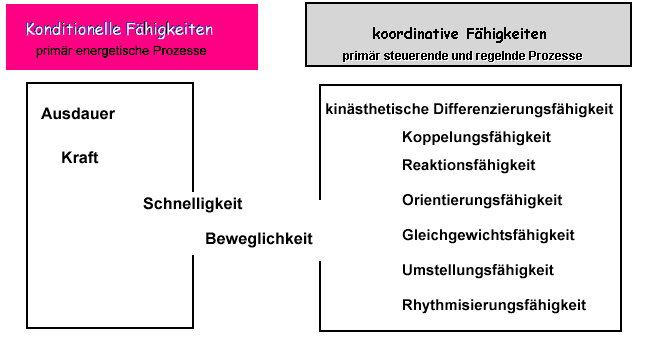 Konditionelle Fähigkeiten
primär energetische Prozesse
koordinative Fähigkeiten
primär steuerende und regelnde Prozesse
Ausdauer
Kraft
Schnelligkeit
Beweglichkeit
kinästhetische Differenzierungsfähigkeit
Koppelungsfähigkeit
Reaktionsfähigkeit
Orientierungsfähigkeit
Gleichgewichtsfähigkeit
Umstellungsfähigkeit
Rhythmisierungsfähigkeit